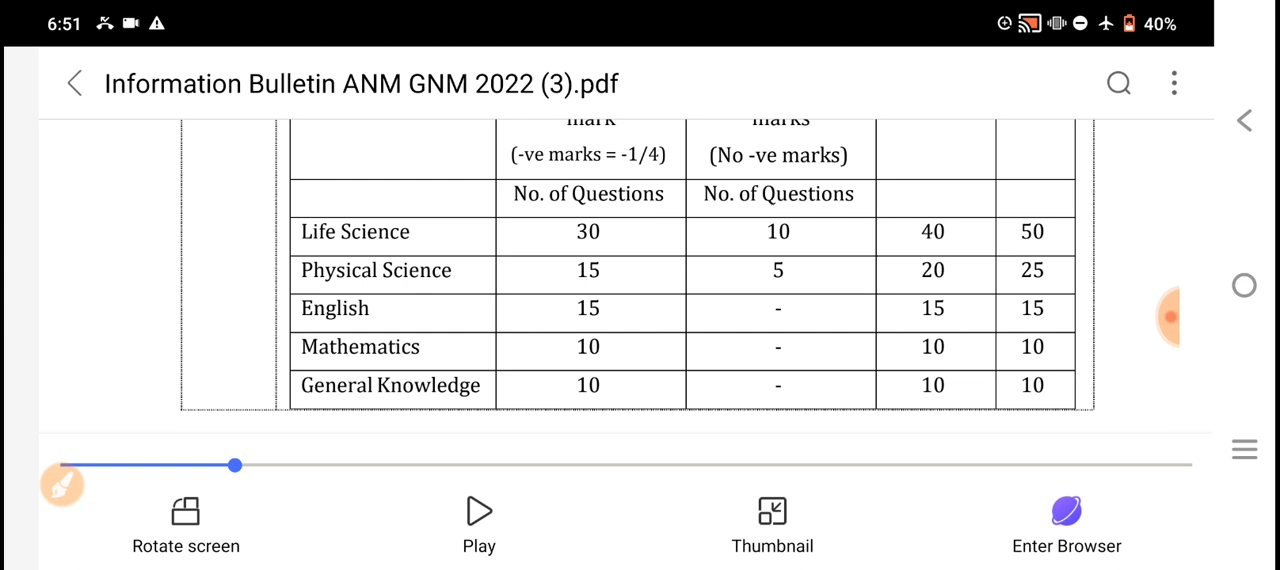 6:51
40%
Information Bulletin ANM GNM 2022 (3).pdf
mark marks
(-ve marks = -1/4) (No -ve marks)
No. of Questions No. of Questions
Life Science 30 10 40 50
Physical Science 15 5 20 25
English 15 - 15 15
Mathematics 10 - 10 10
General Knowledge 10 - 10 10
Rotate screen Play Thumbnail Enter Browser